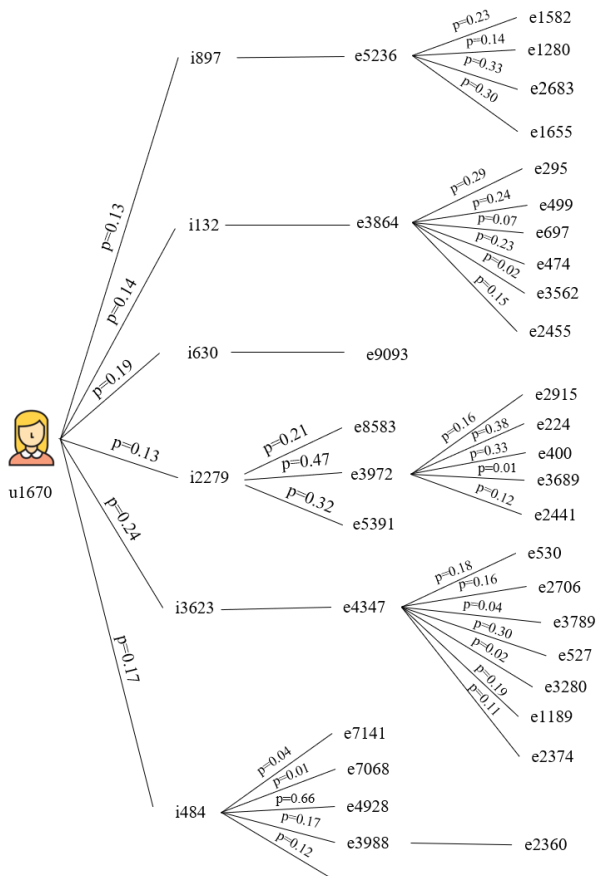 u1670
p=0.13
p=0.14
p=0.19
p=0.13
p=0.24
p=0.17
i897
e5236
p=0.23
e1582
p=0.14
e1280
p=0.33
e2683
p=0.30
e1655
i132
e3864
p=0.29
e295
p=0.24
e499
p=0.07
e697
p=0.23
e474
p=0.02
e3562
p=0.15
e2455
i630
e9093
i2279
p=0.21
e8583
p=0.47
e3972
p=0.32
e5391
p=0.16
e2915
p=0.38
e224
p=0.33
e400
p=0.01
e3689
p=0.12
e2441
i3623
e4347
p=0.18
e530
p=0.16
e2706
p=0.04
e3789
p=0.30
e527
p=0.02
e3280
p=0.19
e1189
p=0.11
e2374
i484
p=0.04
e7141
p=0.01
e7068
p=0.66
e4928
p=0.17
e3988
e2360
p=0.12